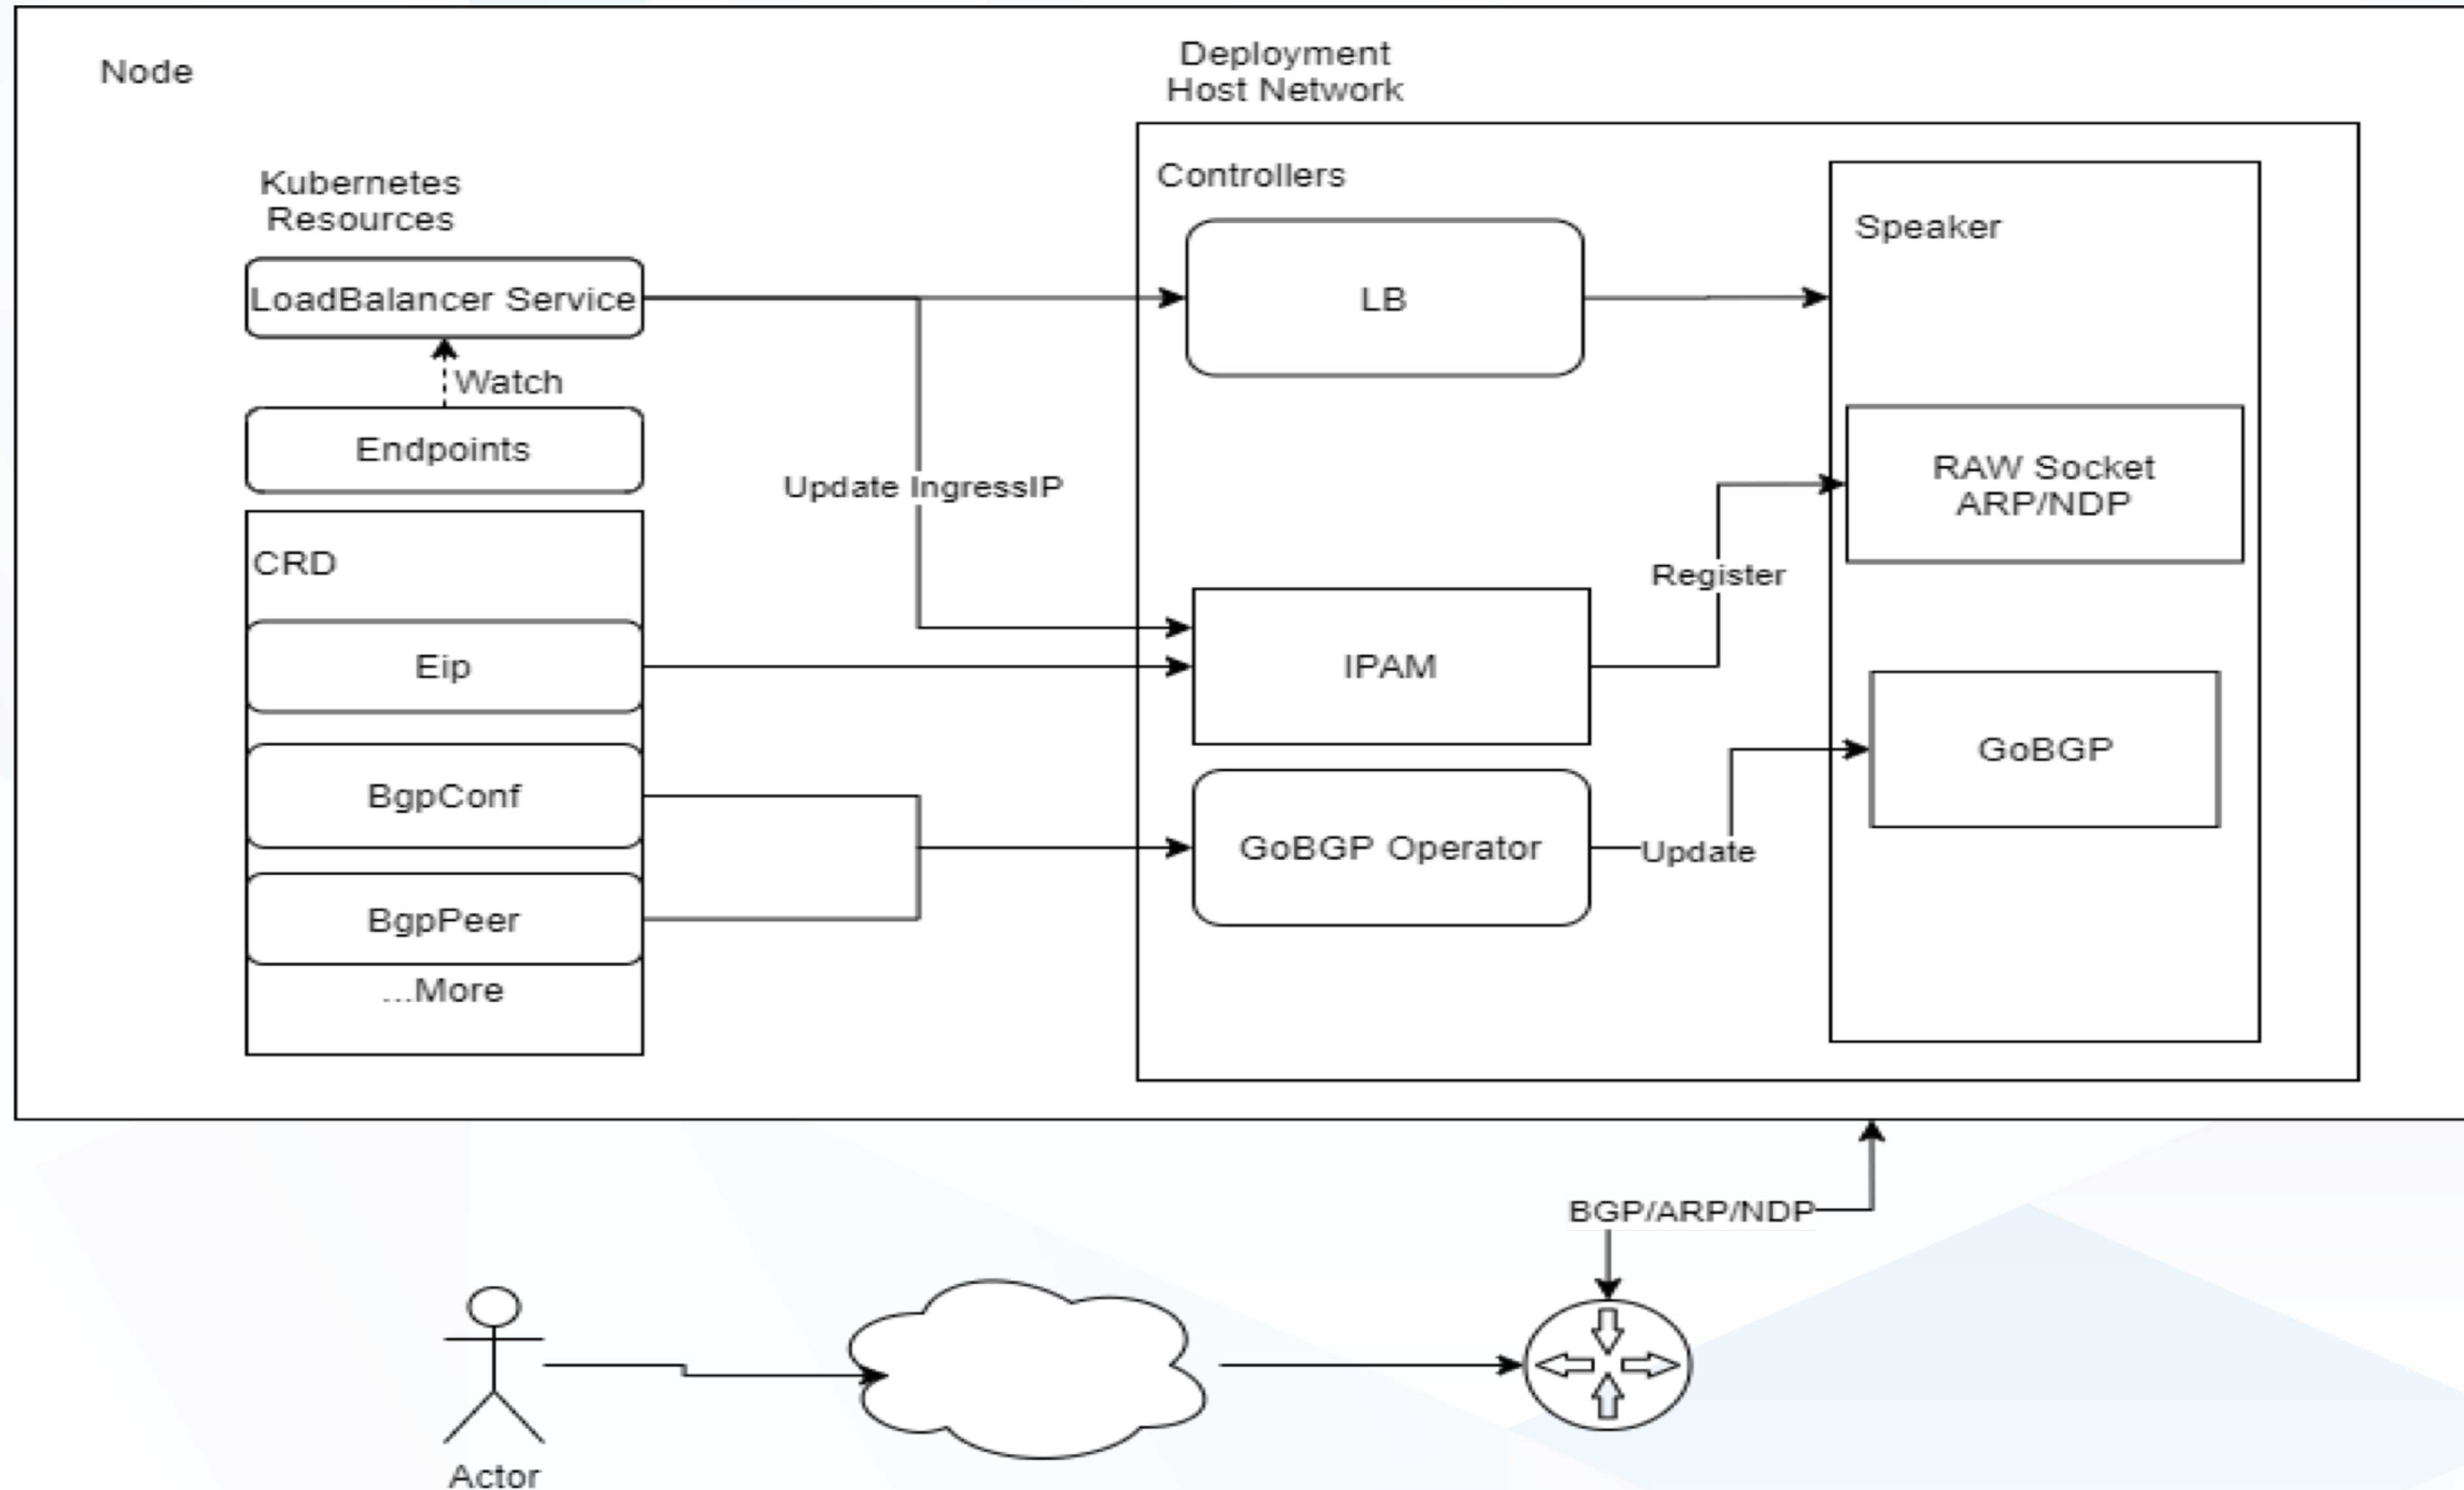 Node
Deployment
Host Network
Kubernetes
Resources
Controllers
Speaker
LoadBalancer Service
LB
Watch
Endpoints
RAW Socket
ARP/NDP
Update IngressIP
CRD
Register
Eip
IPAM
GoBGP
BgpConf
GoBGP Operator
Update
BgpPeer
...More
BGP/ARP/NDP
Actor